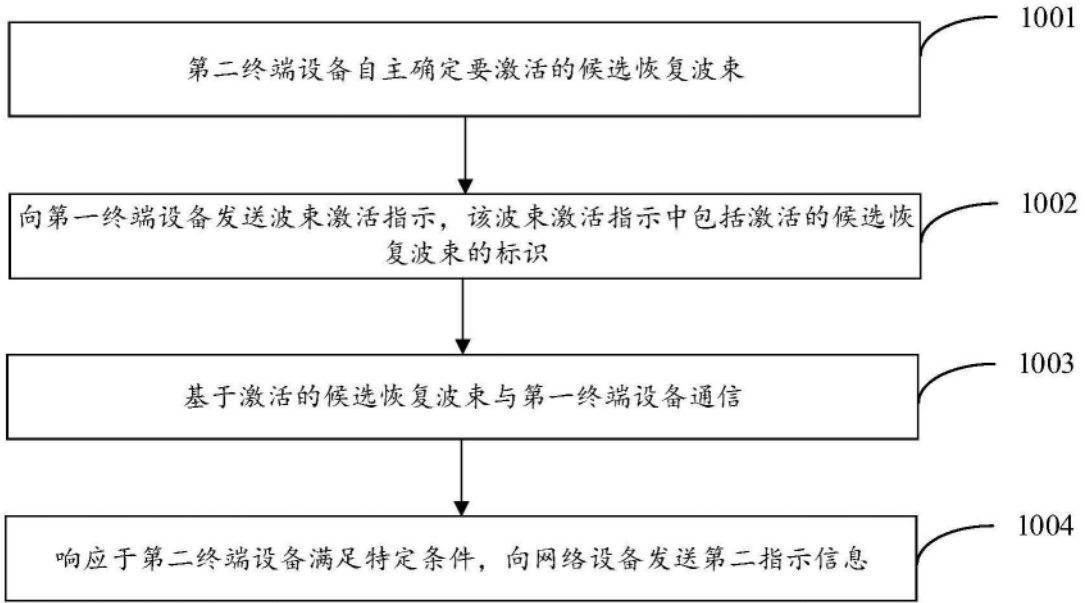 1001
第二终端设备自主确定要激活的候选恢复波束
1002
向第一终端设备发送波束激活指示，该波束激活指示中包括激活的候选恢
复波束的标识
1003
基于激活的候选恢复波束与第一终端设备通信
1004
响应于第二终端设备满足特定条件，向网络设备发送第二指示信息